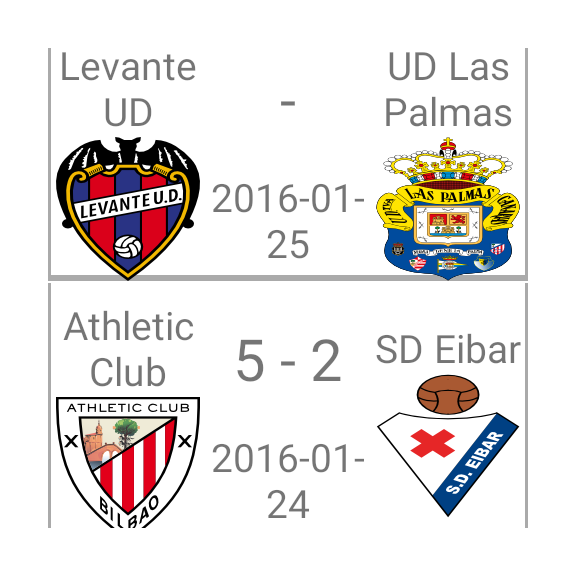 Levante
UD
-
UD Las
Palmas
LEVANTE U.D.
2016-01-
25
LAS PALMAS
Athletic
Club
5 - 2
SD Eibar
ATHLETIC CLUB
BILBAO
2016-01-
24
S.D. EIBAR